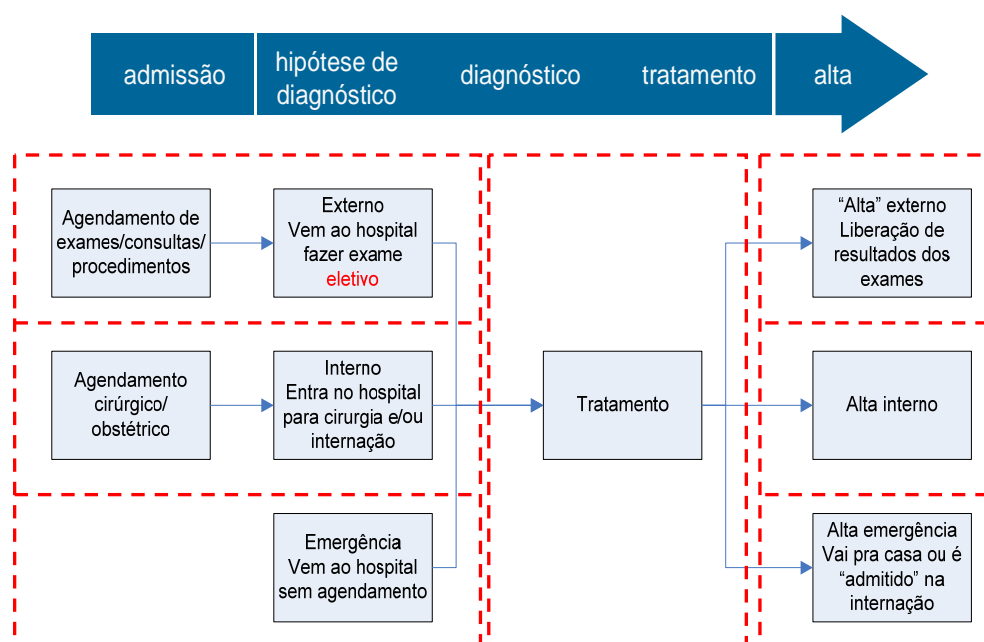 admissão
hipótese de
diagnóstico
diagnóstico
tratamento
alta
Agendamento de
exames/consultas/
procedimentos
Externo
Vem ao hospital
fazer exame
eletivo
“Alta” externo
Liberação de
resultados dos
exames
Agendamento
cirúrgico/
obstétrico
Interno
Entra no hospital
para cirurgia e/ou
internação
Tratamento
Alta interno
Emergência
Vem ao hospital
sem agendamento
Alta emergência
Vai pra casa ou é
“admitido” na
internação